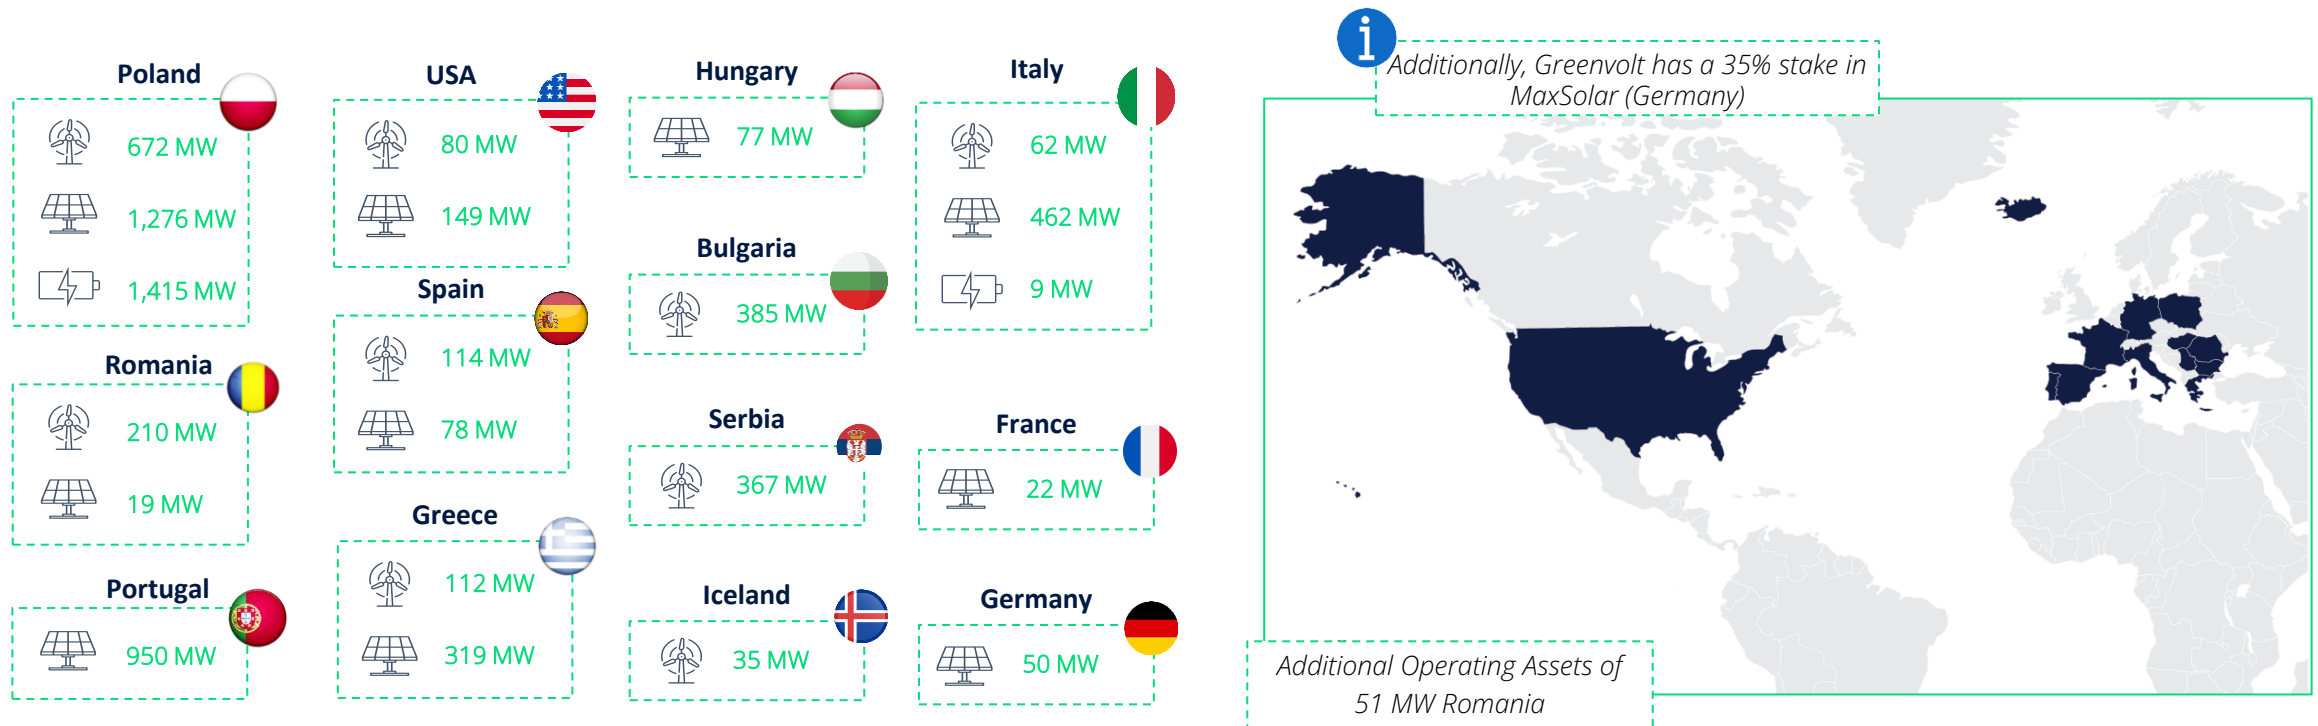 Poland
672 MW
1,276 MW
1,415 MW
Romania
210 MW
19 MW
Portugal
950 MW
USA
80 MW
149 MW
Spain
114 MW
78 MW
Greece
112 MW
319 MW
Hungary
77 MW
Bulgaria
385 MW
Serbia
367 MW
Iceland
35 MW
Italy
62 MW
462 MW
9 MW
France
22 MW
Germany
50 MW
i
Additionally, Greenvolt has a 35% stake in
MaxSolar (Germany)
Additional Operating Assets of
51 MW Romania